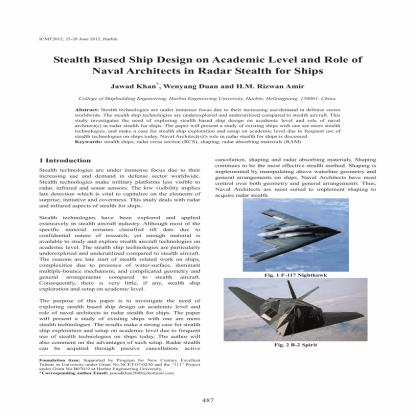 ICMT2012, 25-28 June 2012, Harbin
Stealth Based Ship Design on Academic Level and Role of
Naval Architects in Radar Stealth for Ships
Jawad Khan*, Wenyang Duan and H.M. Rizwan Amir
College of Shipbuilding Engineering, Harbin Engineering University, Harbin, Heilongjiang, 150001, China
Abstract: Stealth technologies are under immense focus due to their increasing use/demand in defense sector
worldwide. The stealth ship technologies are underexplored and underutilized compared to stealth aircraft. This
study investigates the need of exploring stealth based ship design on academic level and role of naval
architect(s) in radar stealth for ships. The paper will present a study of existing ships with one are more stealth
technologies, and make a case for stealth ship exploration and setup on academic level due to frequent use of
stealth technologies on ships today. Naval Architect(s)'s role in radar stealth for ships is discussed.
Keywords: stealth ships; radar cross section (RCS); shaping; radar absorbing materials (RAM)
1 Introduction
Stealth technologies are under immense focus due to their
increasing use and demand in defense sector worldwide.
Stealth technologies make military platforms less visible to
radar, infrared and sonar sensors. The low visibility implies
late detection which is vital to capitalize on the elements of
surprise, initiative and covertness. This study deals with radar
and infrared aspects of stealth for ships.
Stealth technologies have been explored and applied
extensively in stealth aircraft industry. Although most of the
specific material remains classified till date due to
confidential nature of research, yet enough material is
available to study and explore stealth aircraft technologies on
academic level. The stealth ship technologies are particularly
underexplored and underutilized compared to stealth aircraft.
The reasons are late start of stealth related work on ships,
complexities due to presence of water-surface, dominant
multiple-bounce mechanism, and complicated geometry and
general arrangements compared to stealth aircraft.
Consequently, there is very little, if any, stealth ship
exploration and setup on academic level.
The purpose of this paper is to investigate the need of
exploring stealth based ship design on academic level and
role of naval architects in radar stealth for ships. The paper
will present a study of existing ships with one are more
stealth technologies. The results make a strong case for stealth
ship exploration and setup on academic level due to frequent
use of stealth technologies on ships today. The author will
also comment on the advantages of such setup. Radar stealth
can be acquired through passive cancellation, active
Foundation item: Supported by Program for New Century Excellent
Talents in University under Grant No.NCET-07-0230 and the "111" Project
under Grant No.B07019 at Harbin Engineering University.
*Corresponding author Email:
cancelation, shaping and radar absorbing materials. Shaping
continues to be the most effective stealth method. Shaping is
implemented by manipulating above waterline geometry and
general arrangements on ships. Naval Architects have most
control over both geometry and general arrangements. Thus,
Naval Architects are most suited to implement shaping to
acquire radar stealth.
Fig. 1 F-117 Nighthawk
Fig. 2 B-2 Spirit
487